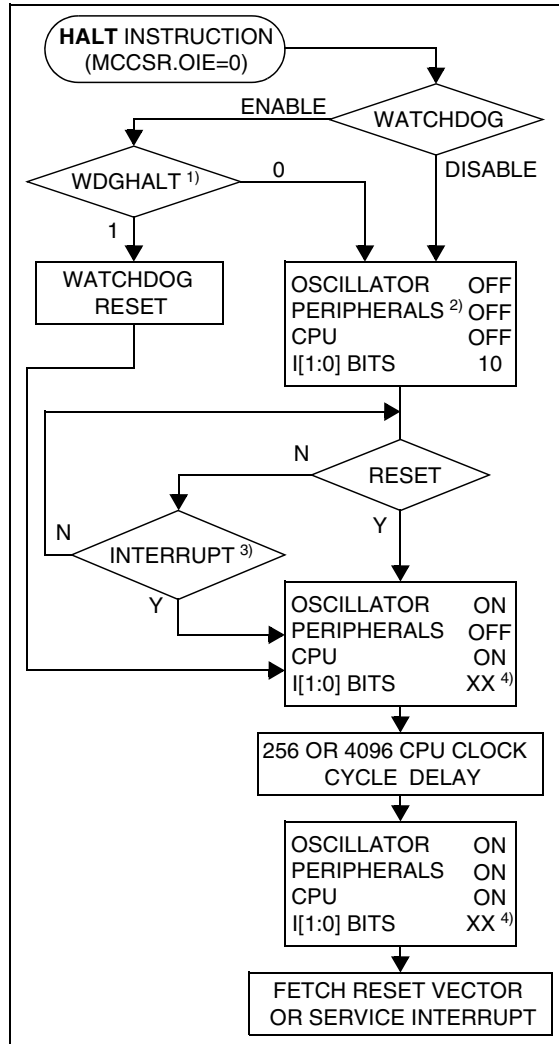 HALT INSTRUCTION
(MCCSR.OIE=0)
ENABLE
WATCHDOG
WDGHALT 1)
0
DISABLE
1
WATCHDOG
RESET
OSCILLATOR OFF
PERIPHERALS 2) OFF
CPU OFF
I[1:0] BITS 10
N
RESET
N
INTERRUPT 3)
Y
Y
OSCILLATOR ON
PERIPHERALS OFF
CPU ON
I[1:0] BITS XX 4)
256 OR 4096 CPU CLOCK
CYCLE DELAY
OSCILLATOR ON
PERIPHERALS ON
CPU ON
I[1:0] BITS XX 4)
FETCH RESET VECTOR
OR SERVICE INTERRUPT